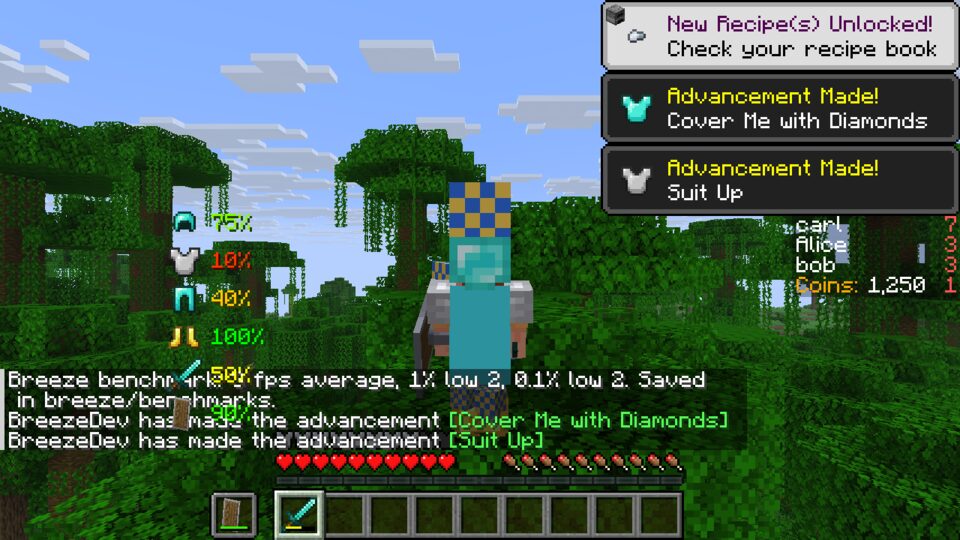 New Recipe(s) Unlocked!
Check your recipe book
Advancement Made!
Cover Me with Diamonds
Advancement Made!
Suit Up
carl 7
Alice 3
bob 3
Coins: 1,250 1
75%
10%
40%
100%
50%
90%
Breeze benchmark: fps average, 1% low 2, 0.1% low 2. Saved
in breeze/benchmarks.
BreezeDev has made the advancement [Cover Me with Diamonds]
BreezeDev has made the advancement [Suit Up]